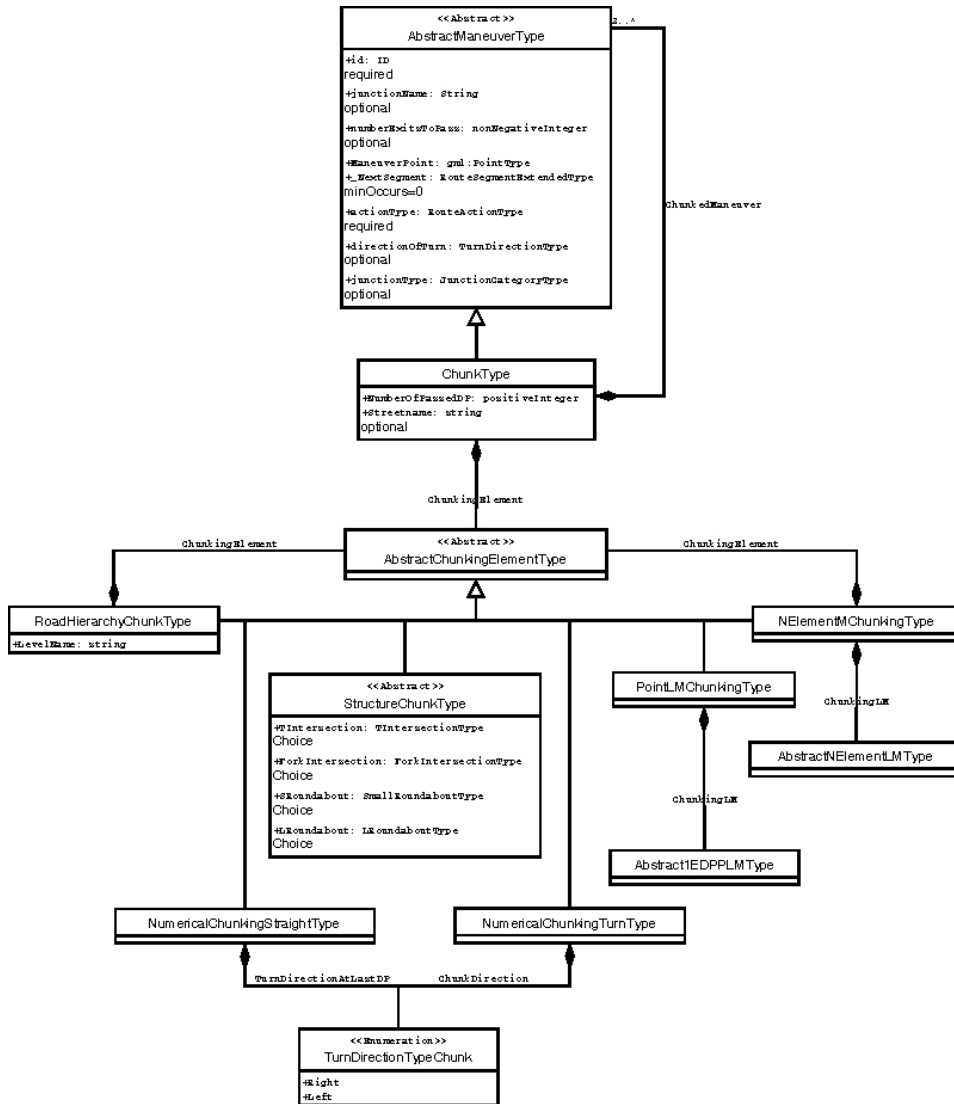 <<Abstract>>
AbstractManeuverType
2..*
+id: ID
required
+junctionName: String
optional
+numberExitsToPass: nonNegativeInteger
optional
+ManeuverPoint: gml:PointType
+_NextSegment: RouteSegmentExtendedType
minOccurs=0
+actionType: RouteActionType
required
+directionOfTurn: TurnDirectionType
optional
+junctionType: JunctionCategoryType
optional
ChunkedManeuver
ChunkType
+NumberOfPassedDP: positiveInteger
+Streetname: string
optional
ChunkingElement
<<Abstract>>
AbstractChunkingElementType
ChunkingElement
ChunkingElement
RoadHierarchyChunkType
+LevelName: string
NElementMChunkingType
<<Abstract>>
StructureChunkType
+TIntersection: TIntersectionType
Choice
+ForkIntersection: ForkIntersectionType
Choice
+SRoundabout: SmallRoundaboutType
Choice
+LRoundabout: LRoundaboutType
Choice
PointLMChunkingType
ChunkingLM
AbstractNElementLMType
ChunkingLM
Abstract1EDPPLMType
NumericalChunkingStraightType
NumericalChunkingTurnType
TurnDirectionAtLastDP
ChunkDirection
<<Enumeration>>
TurnDirectionTypeChunk
+Right
+Left